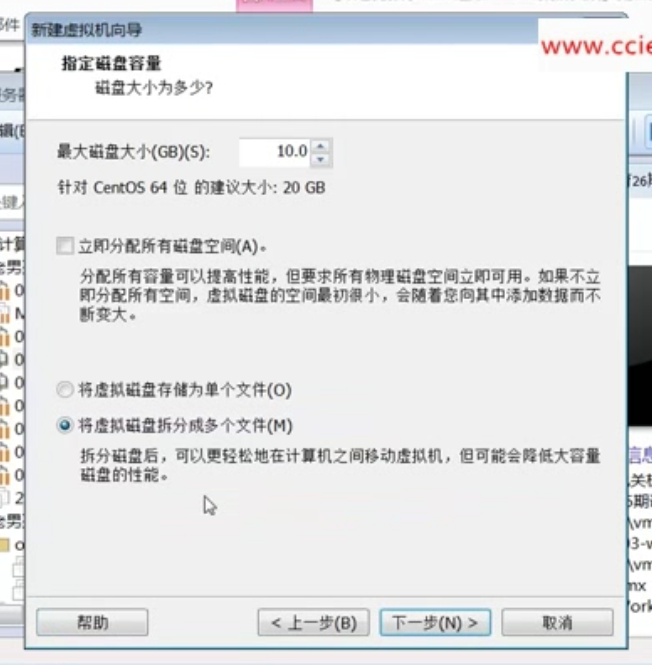 新建虚拟机向导
www.ccie
指定磁盘容量
磁盘大小为多少?
最大磁盘大小(GB)(S): 10.0
针对 CentOS 64 位 的建议大小: 20 GB
立即分配所有磁盘空间(A)。
分配所有容量可以提高性能，但要求所有物理磁盘空间立即可用。如果不立
即分配所有空间，虚拟磁盘的空间最初很小，会随着您向其中添加数据而不
断变大。
将虚拟磁盘存储为单个文件(O)
将虚拟磁盘拆分成多个文件(M)
拆分磁盘后，可以更轻松地在计算机之间移动虚拟机，但可能会降低大容量
磁盘的性能。
帮助
< 上一步(B)
下一步(N) >
取消